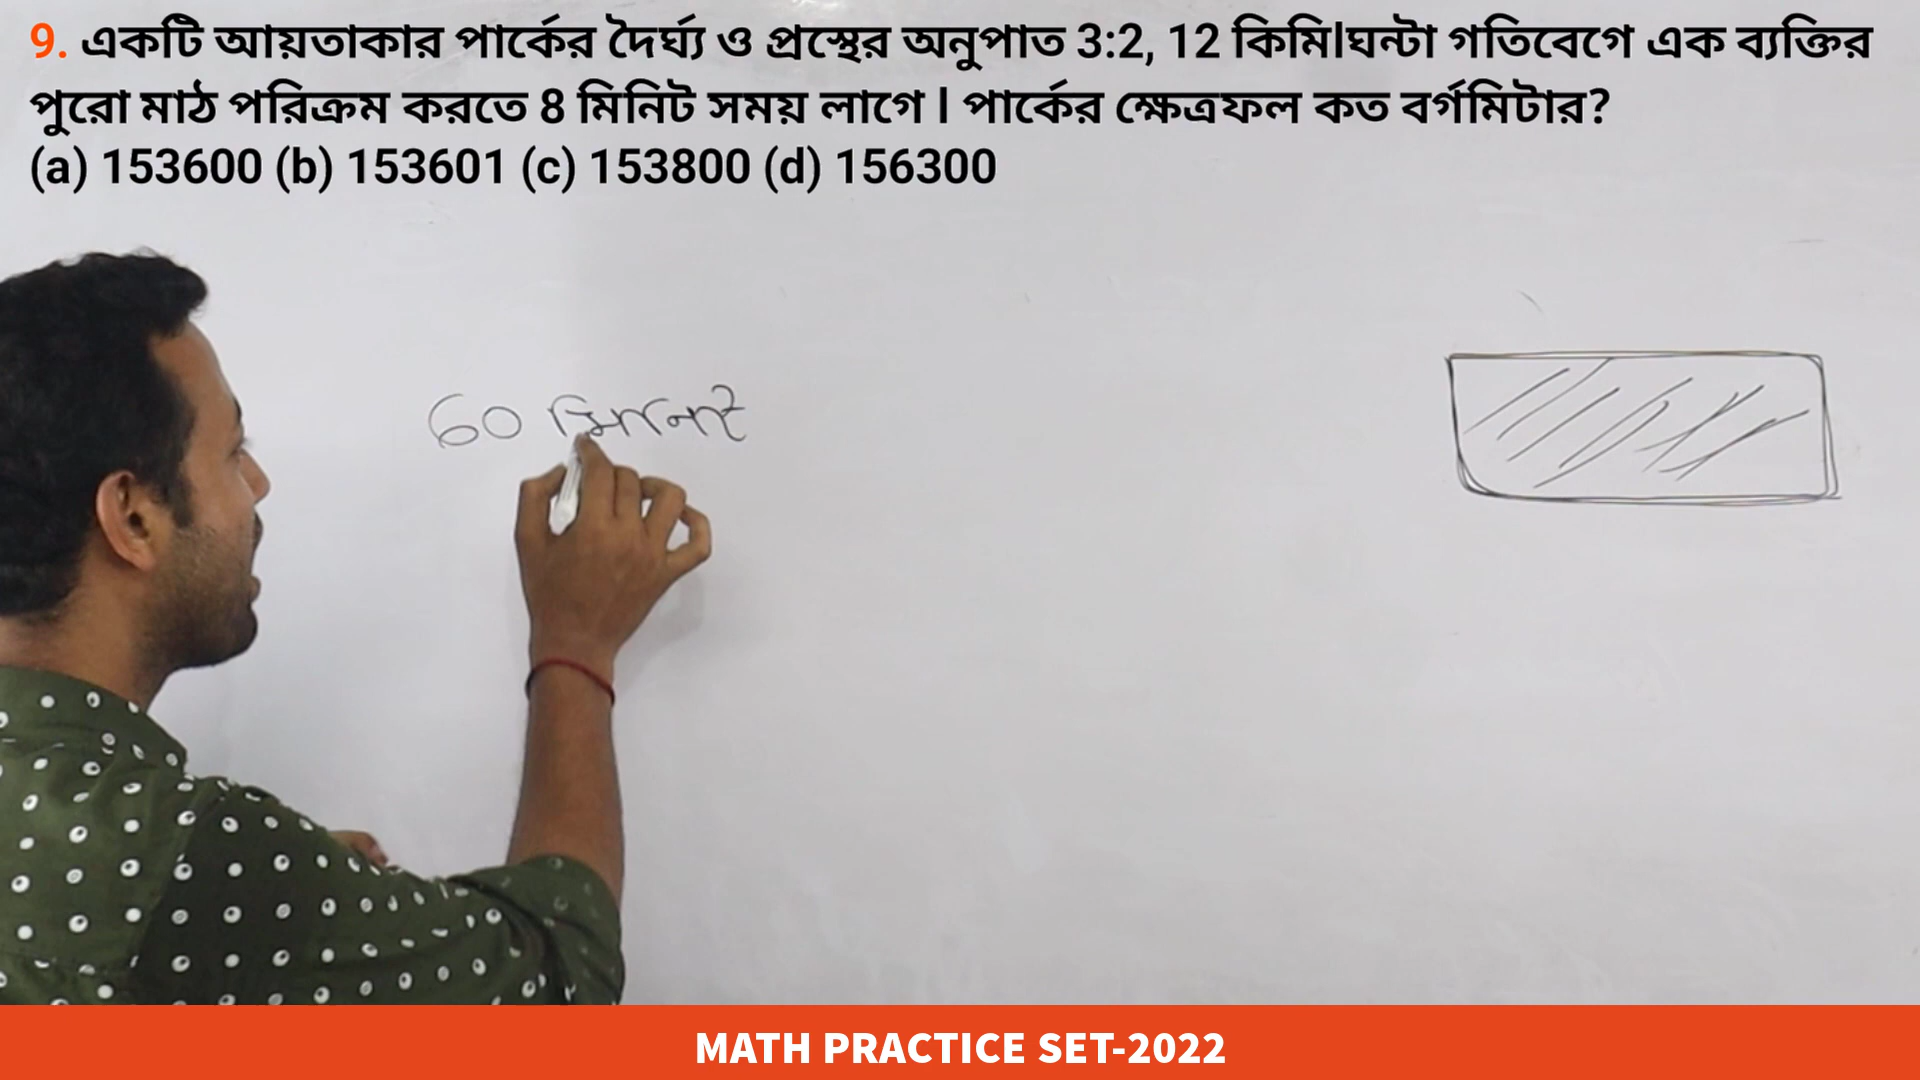 9. একটি আয়তাকার পার্কের দৈর্ঘ্য ও প্রস্থের অনুপাত 3:2, 12 কিমি।ঘন্টা গতিবেগে এক ব্যক্তির
পুরো মাঠ পরিক্রম করতে 8 মিনিট সময় লাগে । পার্কের ক্ষেত্রফল কত বর্গমিটার?
(a) 153600 (b) 153601 (c) 153800 (d) 156300
60 মিনিটে
MATH PRACTICE SET-2022